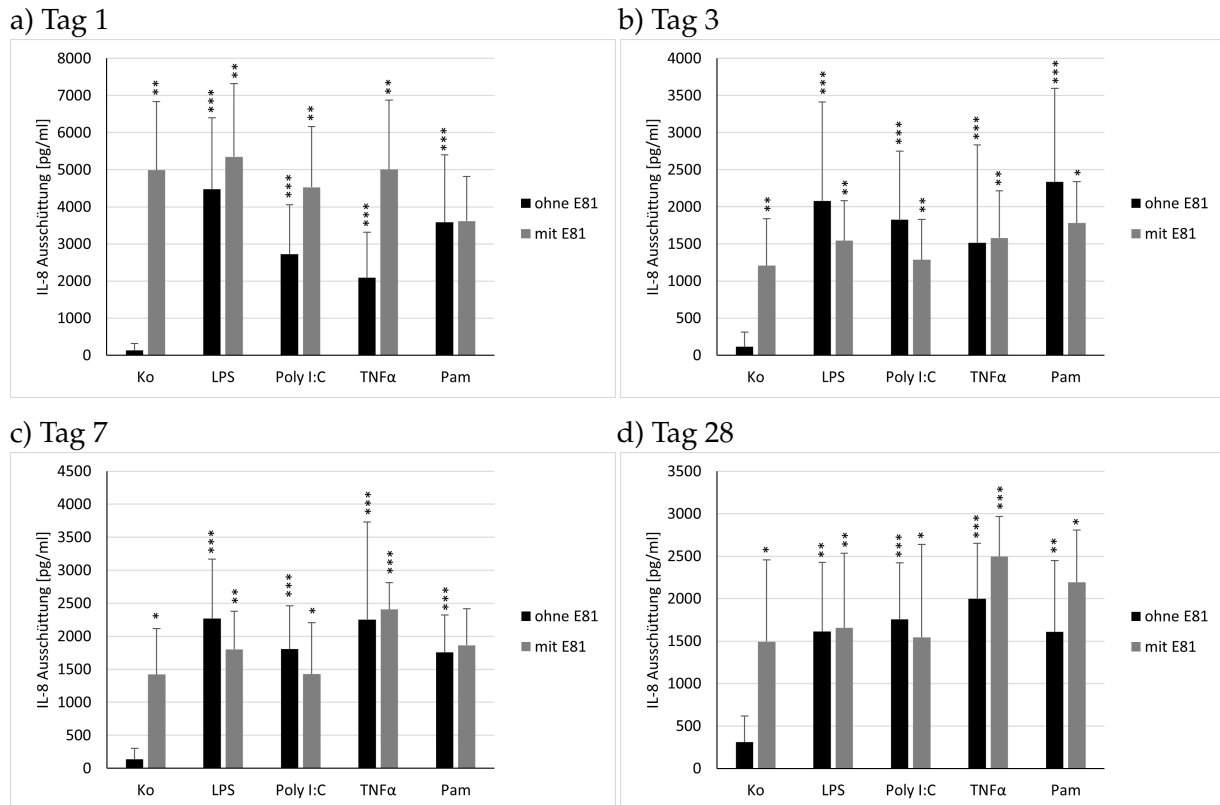 a) Tag 1
IL-8 Ausschüttung [pg/ml]
8000
7000
6000
5000
4000
3000
2000
1000
0
** *** ** *** ** *** ** ***
Ko LPS Poly I:C TNFα Pam
ohne E81
mit E81
b) Tag 3
IL-8 Ausschüttung [pg/ml]
4000
3500
3000
2500
2000
1500
1000
500
0
** *** ** *** ** *** ** *** *
Ko LPS Poly I:C TNFα Pam
ohne E81
mit E81
c) Tag 7
IL-8 Ausschüttung [pg/ml]
4500
4000
3500
3000
2500
2000
1500
1000
500
0
* *** ** *** * *** *** ***
Ko LPS Poly I:C TNFα Pam
ohne E81
mit E81
d) Tag 28
IL-8 Ausschüttung [pg/ml]
3500
3000
2500
2000
1500
1000
500
0
* ** ** *** * *** *** ** *
Ko LPS Poly I:C TNFα Pam
ohne E81
mit E81